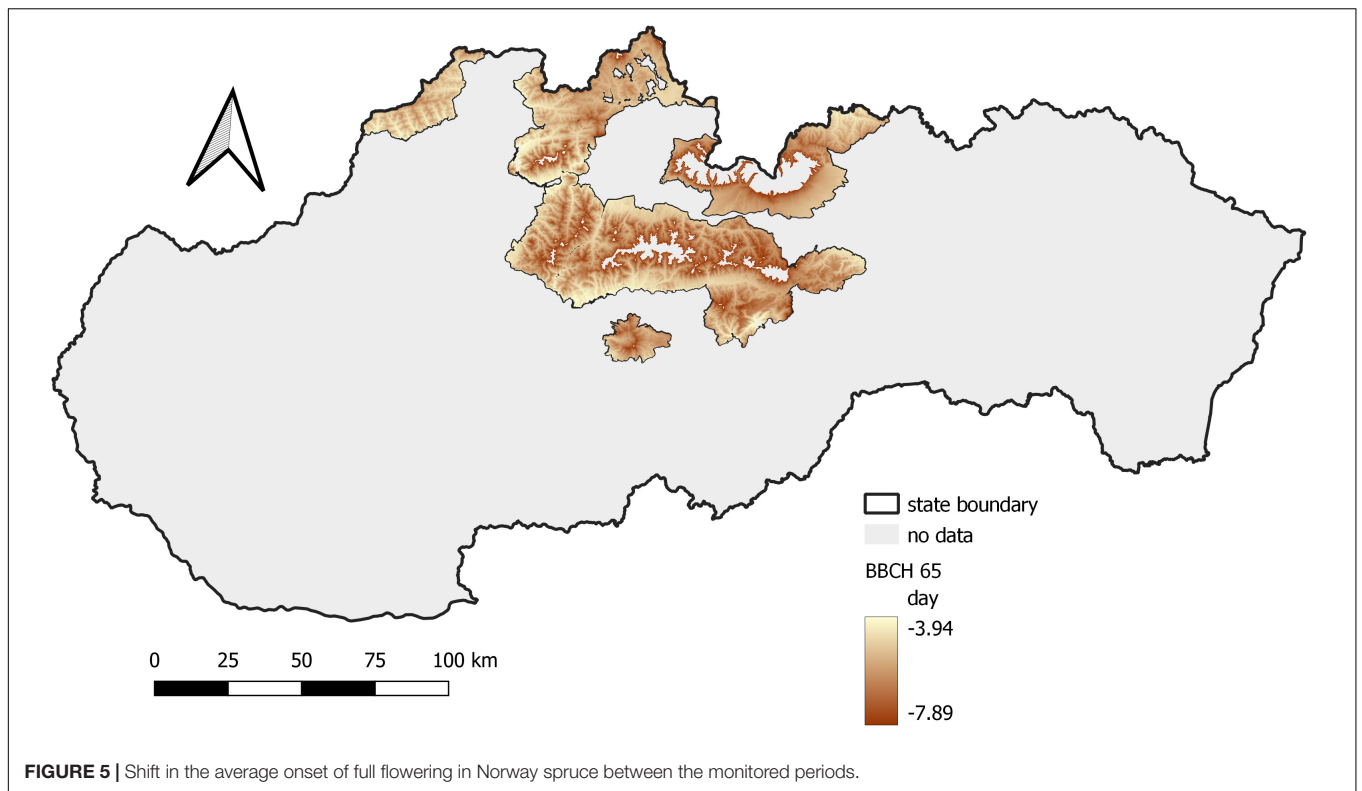 state boundary
no data
BBCH 65
day
-3.94
-7.89
0 25 50 75 100 km
FIGURE 5 | Shift in the average onset of full flowering in Norway spruce between the monitored periods.